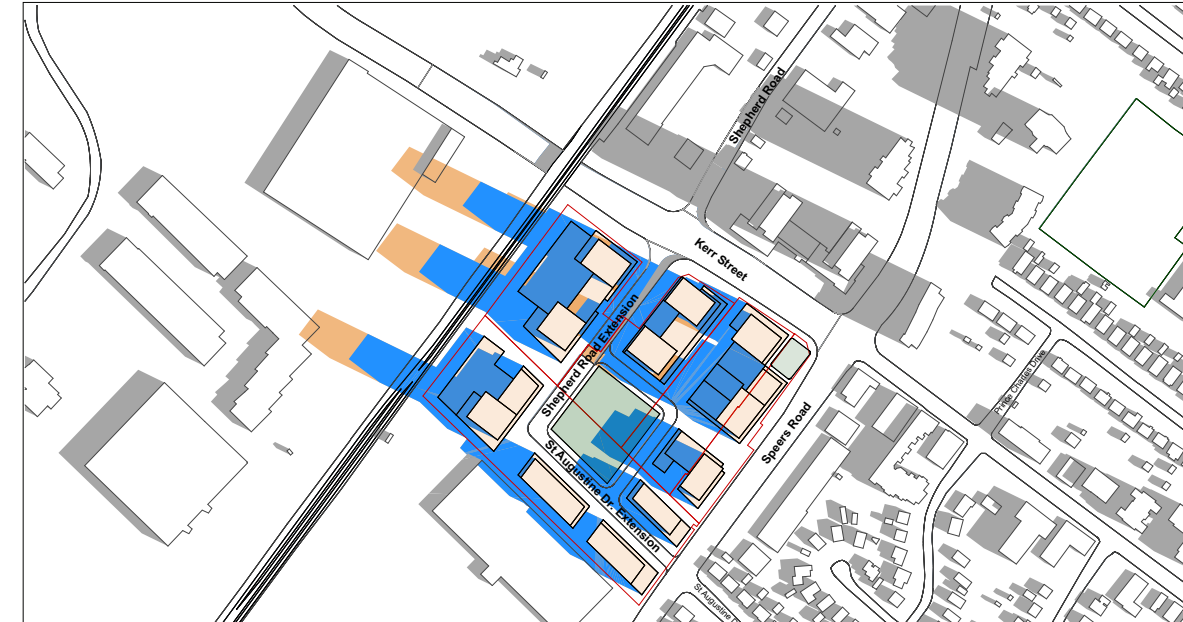 Shepherd Road
Kerr Street
Shepherd Road Extension
Prince Charles Drive
Speers Road
St Augustine Dr. Extension
St Augustine